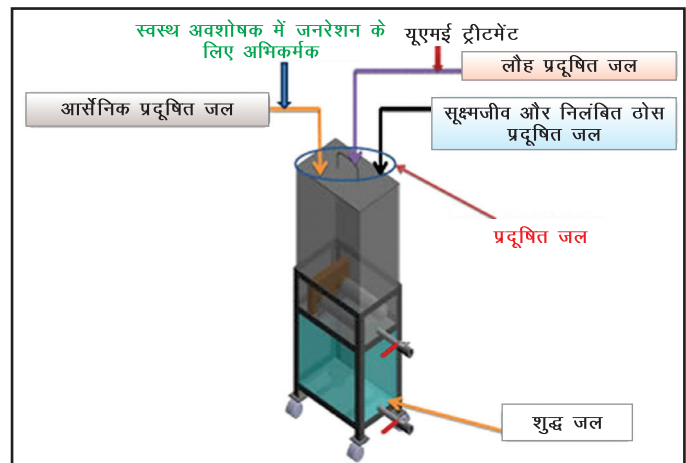 स्वस्थ अवशोषक में जनरेशन के
लिए अभिकर्मक
यूएमई ट्रीटमेंट
लौह प्रदूषित जल
आर्सेनिक प्रदूषित जल
सूक्ष्मजीव और निलंबित ठोस
प्रदूषित जल
प्रदूषित जल
शुद्ध जल